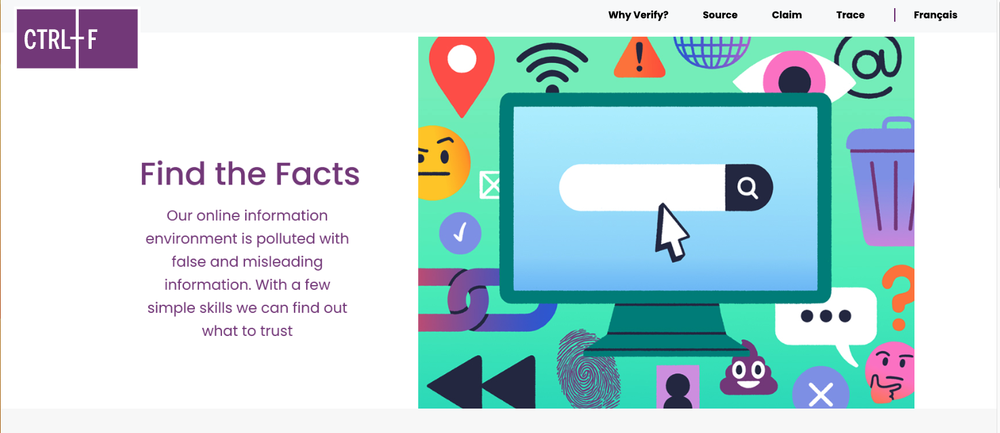 CTRL+F
Why Verify?
Source
Claim
Trace
Français
Find the Facts
Our online information
environment is polluted with
false and misleading
information. With a few
simple skills we can find out
what to trust